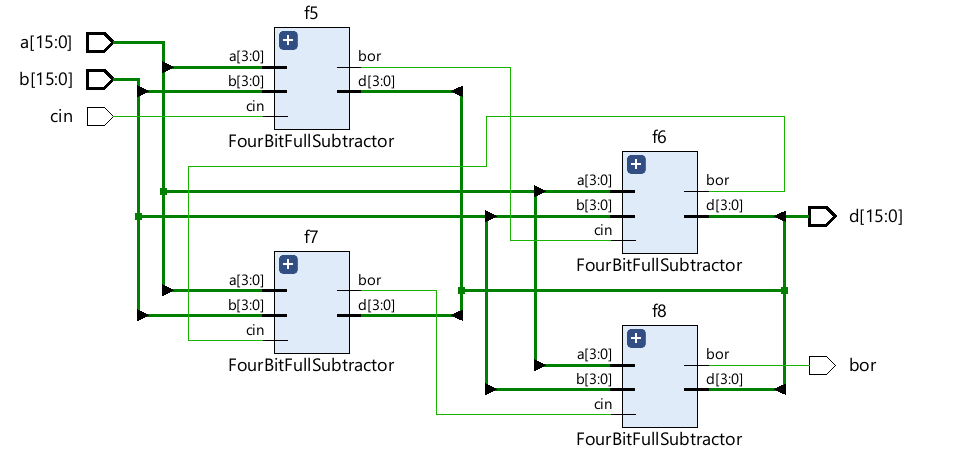 f5
a[15:0]
b[15:0]
cin
a[3:0]
b[3:0]
cin
bor
d[3:0]
FourBitFullSubtractor
f6
a[3:0]
b[3:0]
cin
bor
d[3:0]
FourBitFullSubtractor
d[15:0]
f7
a[3:0]
b[3:0]
cin
bor
d[3:0]
FourBitFullSubtractor
f8
a[3:0]
b[3:0]
cin
bor
d[3:0]
FourBitFullSubtractor
bor